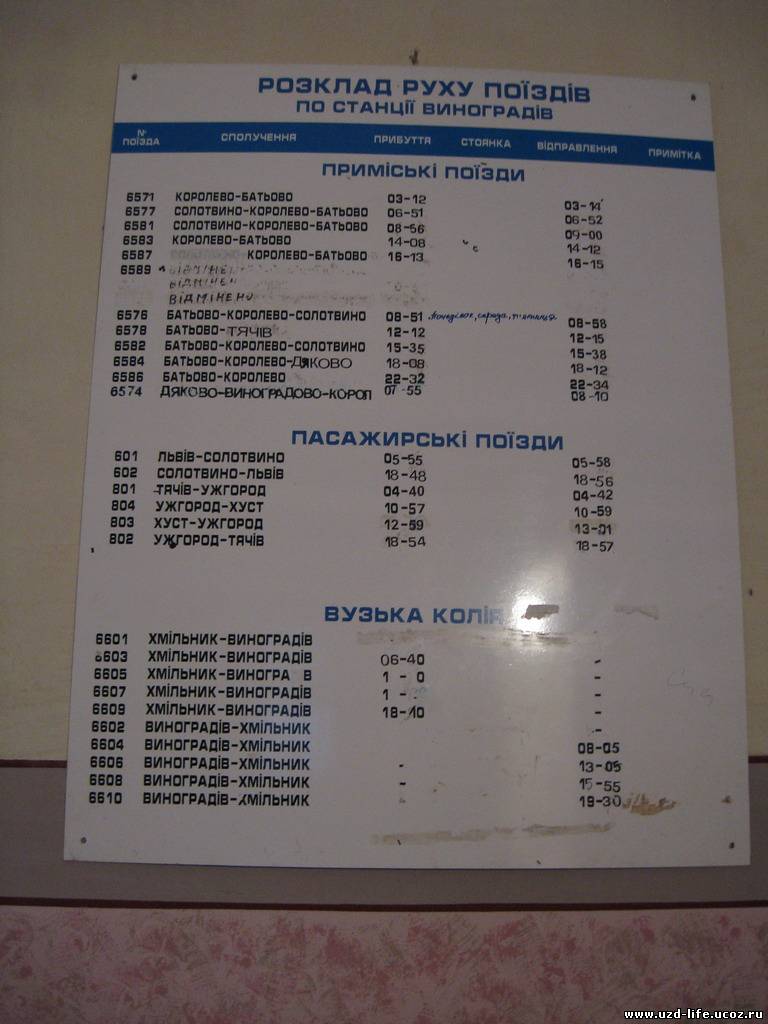 РОЗКЛАД РУХУ ПОЇЗДІВ
ПО СТАНЦІЇ ВИНОГРАДІВ
№ ПОЇЗДА СПОЛУЧЕННЯ ПРИБУТТЯ СТОЯНКА ВІДПРАВЛЕННЯ ПРИМІТКА
ПРИМІСЬКІ ПОЇЗДИ
6571 КОРОЛЕВО-БАТЬОВО 03-12 03-14
6577 СОЛОТВИНО-КОРОЛЕВО-БАТЬОВО 06-51 06-52
6581 СОЛОТВИНО-КОРОЛЕВО-БАТЬОВО 08-56 09-00
6583 КОРОЛЕВО-БАТЬОВО 14-08 14-12
6587 КОРОЛЕВО-БАТЬОВО 16-13 16-15
6589
ВІДМІНЕН
ВІДМІНЕНО
6576 БАТЬОВО-КОРОЛЕВО-СОЛОТВИНО 08-51 понеділок, середа, п'ятниця 08-58
6578 БАТЬОВО-ТЯЧІВ 12-12 12-15
6582 БАТЬОВО-КОРОЛЕВО-СОЛОТВИНО 15-35 15-38
6584 БАТЬОВО-КОРОЛЕВО-ДЯКОВО 18-08 18-12
6586 БАТЬОВО-КОРОЛЕВО 22-32 22-34
6574 ДЯКОВО-ВИНОГРАДОВО-КОРОЛ 07-55 08-10
ПАСАЖИРСЬКІ ПОЇЗДИ
601 ЛЬВІВ-СОЛОТВИНО 05-55 05-58
602 СОЛОТВИНО-ЛЬВІВ 18-48 18-56
801 ТЯЧІВ-УЖГОРОД 04-40 04-42
804 УЖГОРОД-ХУСТ 10-57 10-59
803 ХУСТ-УЖГОРОД 12-59 13-01
802 УЖГОРОД-ТЯЧІВ 18-54 18-57
ВУЗЬКА КОЛІЯ
6601 ХМІЛЬНИК-ВИНОГРАДІВ
6603 ХМІЛЬНИК-ВИНОГРАДІВ 06-40 -
6605 ХМІЛЬНИК-ВИНОГРА В 1 - 0 -
6607 ХМІЛЬНИК-ВИНОГРАДІВ 1 - -
6609 ХМІЛЬНИК-ВИНОГРАДІВ 18-10 -
6602 ВИНОГРАДІВ-ХМІЛЬНИК -
6604 ВИНОГРАДІВ-ХМІЛЬНИК 08-05
6606 ВИНОГРАДІВ-ХМІЛЬНИК - 13-05
6608 ВИНОГРАДІВ-ХМІЛЬНИК - 15-55
6610 ВИНОГРАДІВ-ХМІЛЬНИК - 19-30
www.uzd-life.ucoz.ru